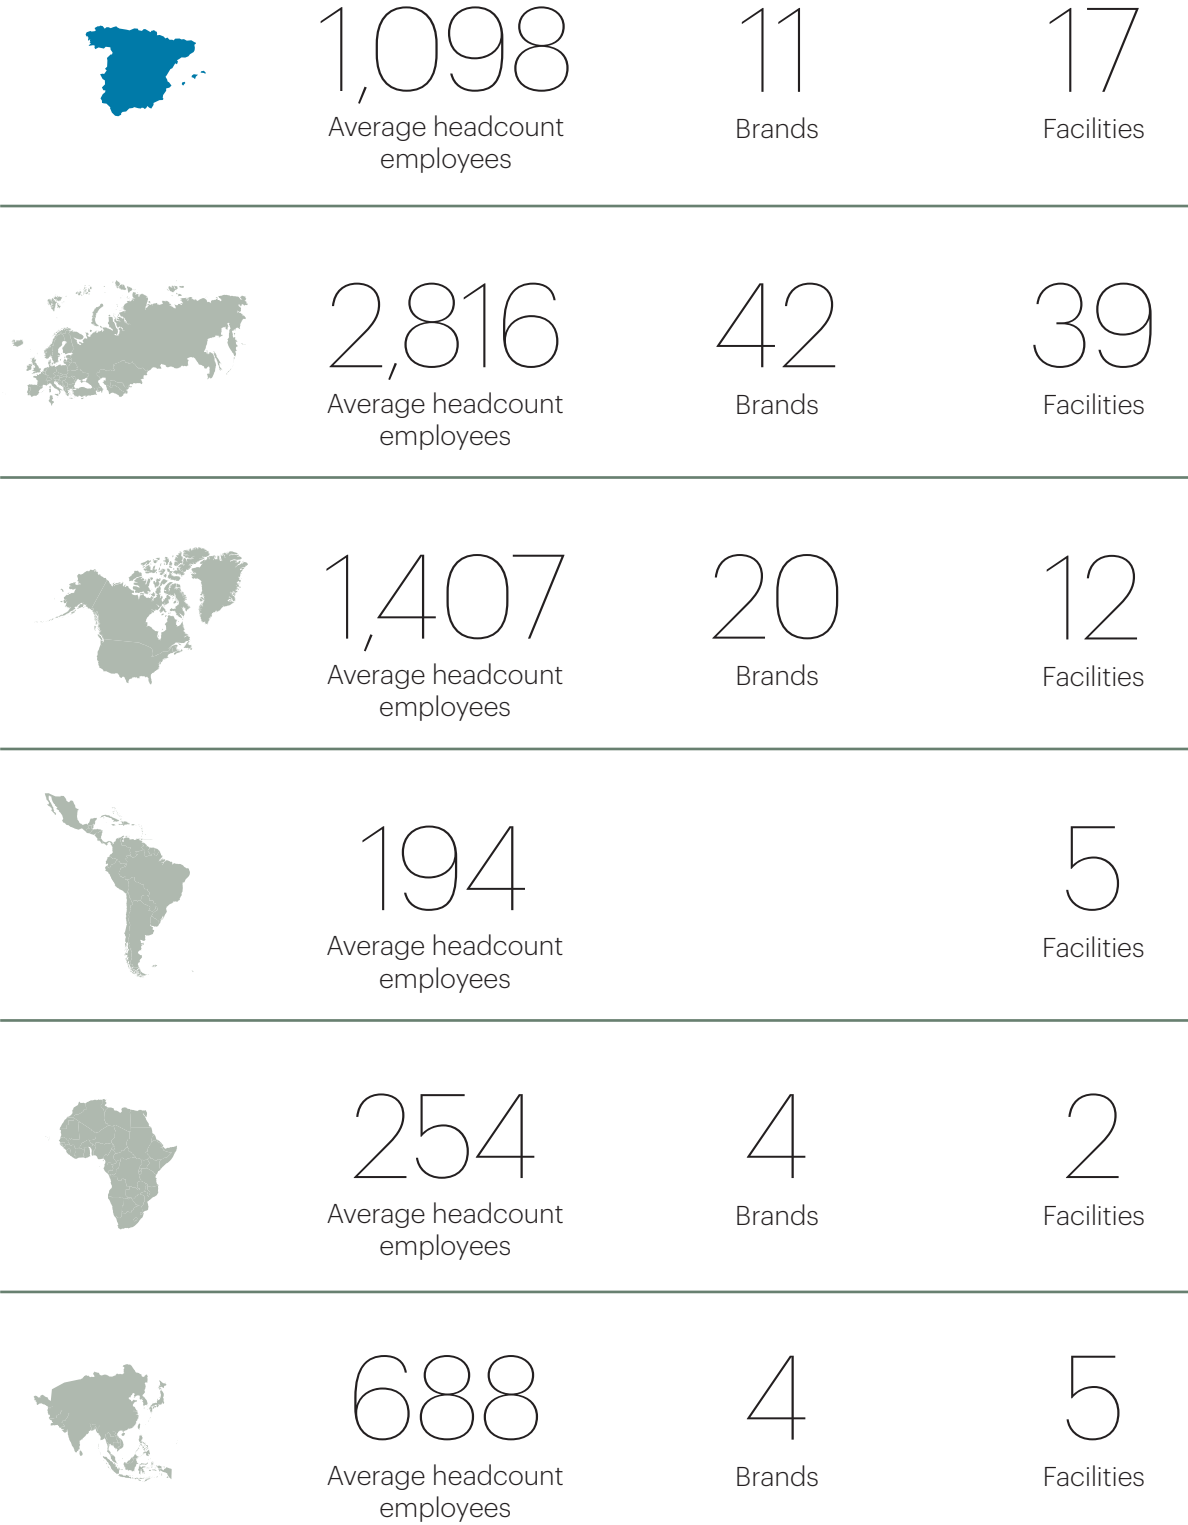 1,098
11
17
Average headcount
employees
Brands
Facilities
2,816
42
39
Average headcount
employees
Brands
Facilities
1,407
20
12
Average headcount
employees
Brands
Facilities
194
5
Average headcount
employees
Facilities
254
4
2
Average headcount
employees
Brands
Facilities
688
4
5
Average headcount
employees
Brands
Facilities